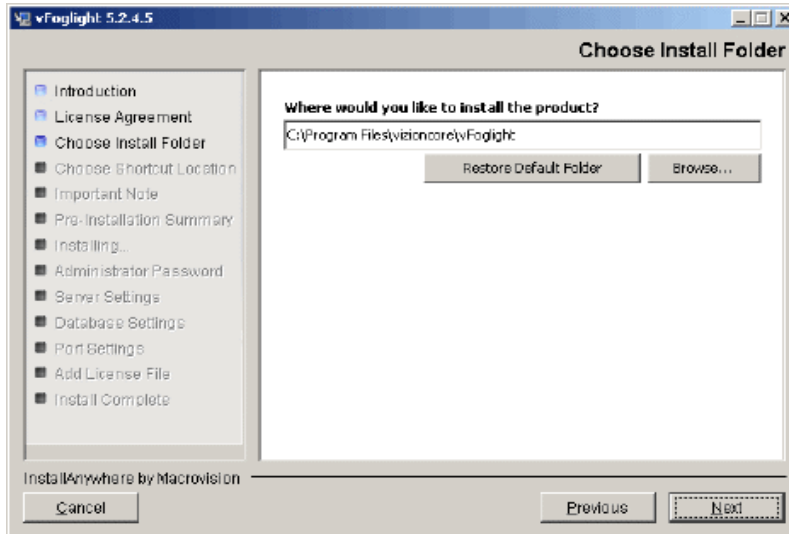 vFoglight 5.2.4.5
Choose Install Folder
Introduction
License Agreement
Choose Install Folder
Choose Shortcut Location
Important Note
Pre-Installation Summary
Installing...
Administrator Password
Server Settings
Database Settings
Port Settings
Add License File
Install Complete
Where would you like to install the product?
C:\Program Files\vizioncore\vFoglight
Restore Default Folder Browse...
InstallAnywhere by Macrovision
Cancel Previous Next